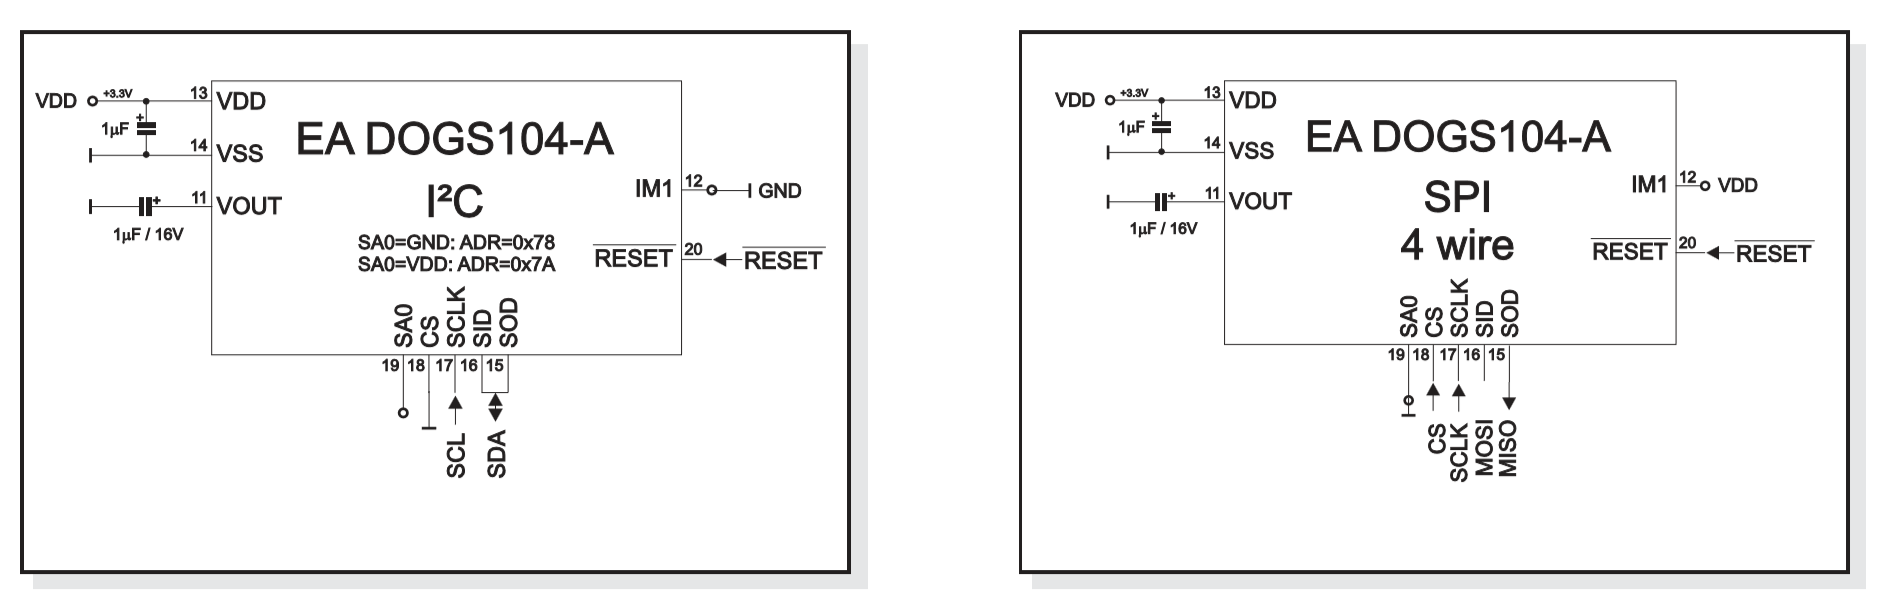 VDD +3.3V 13 VDD
1µF
14 VSS
11 VOUT
1µF / 16V
EA DOGS104-A
I²C
SA0=GND: ADR=0x78
SA0=VDD: ADR=0x7A
IM1 12 GND
RESET 20 RESET
SA0 CS SCLK SID SOD
19 18 17 16 15
SCL SDA
VDD +3.3V 13 VDD
1µF
14 VSS
11 VOUT
1µF / 16V
EA DOGS104-A
SPI
4 wire
IM1 12 VDD
RESET 20 RESET
SA0 CS SCLK SID SOD
19 18 17 16 15
CS SCLK MOSI MISO